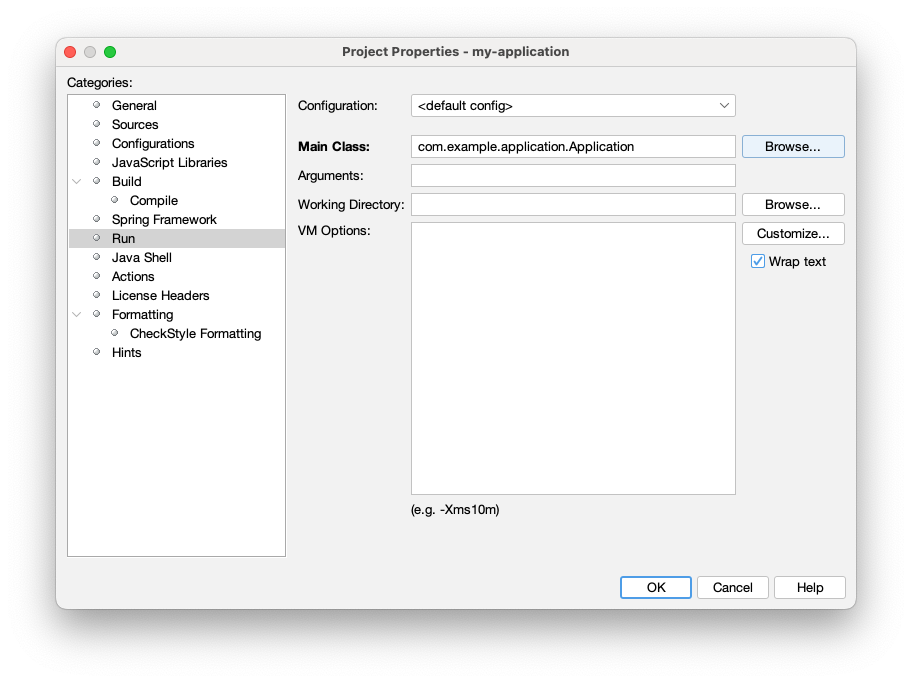 Project Properties - my-application
Categories:
General
Sources
Configurations
JavaScript Libraries
Build
Compile
Spring Framework
Run
Java Shell
Actions
License Headers
Formatting
CheckStyle Formatting
Hints
Configuration: <default config>
Main Class: com.example.application.Application Browse...
Arguments:
Working Directory: Browse...
VM Options: Customize...
Wrap text
(e.g. -Xms10m)
OK Cancel Help